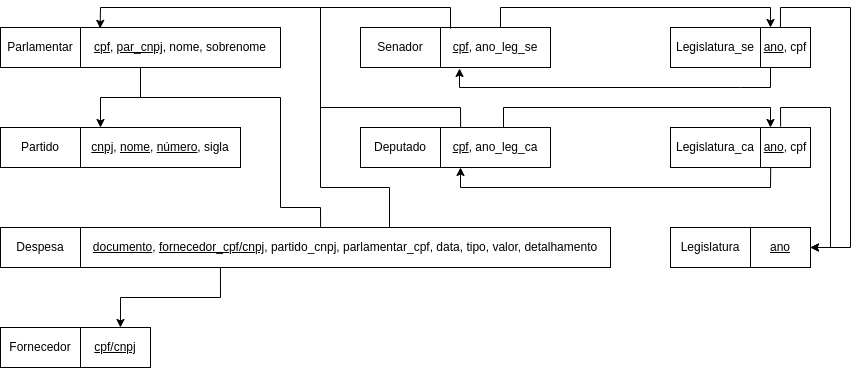 Parlamentar cpf, par_cnpj, nome, sobrenome
Senador cpf, ano_leg_se
Legislatura_se ano, cpf
Partido cnpj, nome, número, sigla
Deputado cpf, ano_leg_ca
Legislatura_ca ano, cpf
Despesa documento, fornecedor_cpf/cnpj, partido_cnpj, parlamentar_cpf, data, tipo, valor, detalhamento
Legislatura ano
Fornecedor cpf/cnpj